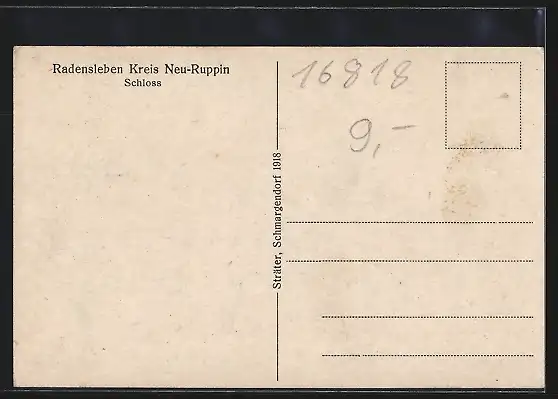 Radensleben Kreis Neu-Ruppin
Schloss
Sträter, Schmargendorf 1918
16818
9,-